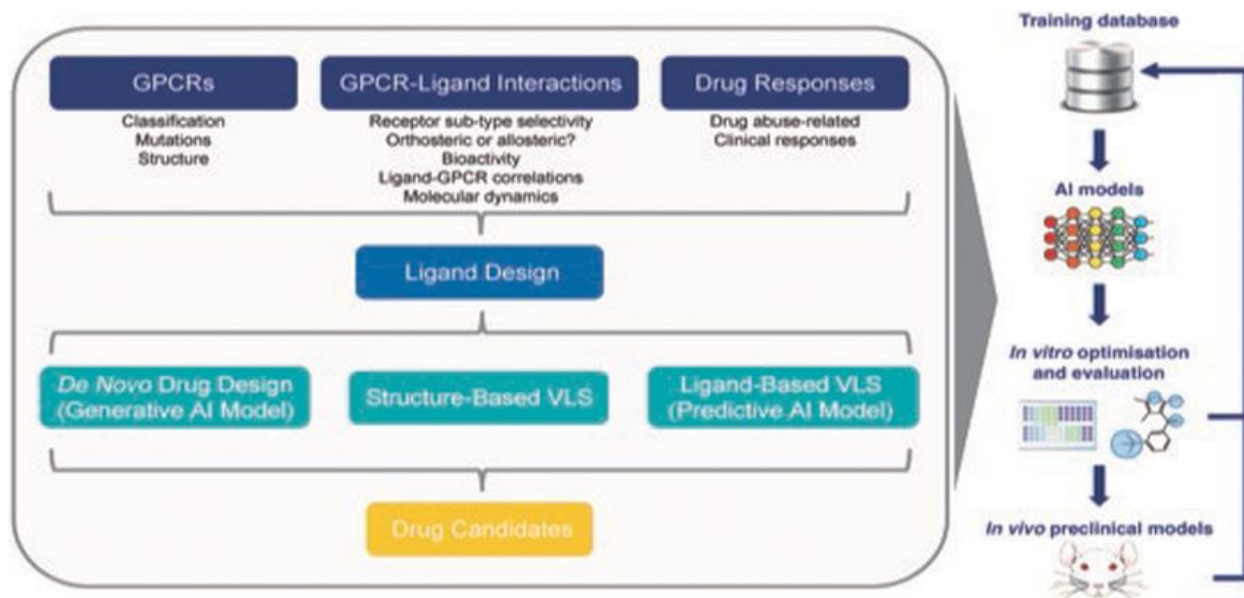 GPCRs
Classification
Mutations
Structure
GPCR-Ligand Interactions
Receptor sub-type selectivity
Orthosteric or allosteric?
Bioactivity
Ligand-GPCR correlations
Molecular dynamics
Drug Responses
Drug abuse-related
Clinical responses
Ligand Design
De Novo Drug Design
(Generative AI Model)
Structure-Based VLS
Ligand-Based VLS
(Predictive AI Model)
Drug Candidates
Training database
AI models
In vitro optimisation
and evaluation
In vivo preclinical models